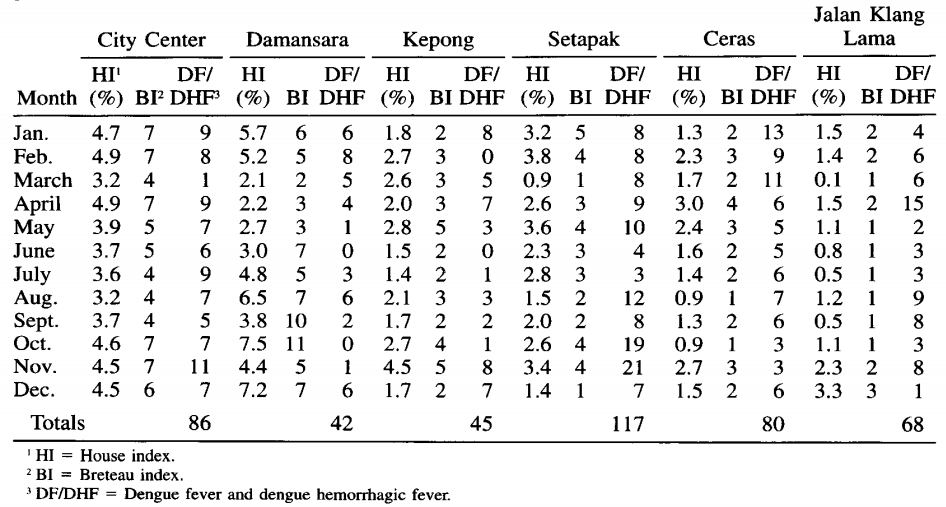 Jalan Klang
City Center Damansara Kepong Setapak Ceras Lama
HI¹ DF/ HI DF/ HI DF/ HI DF/ HI DF/ HI DF/
Month (%) BI² DHF³ (%) BI DHF (%) BI DHF (%) BI DHF (%) BI DHF (%) BI DHF
Jan. 4.7 7 9 5.7 6 6 1.8 2 8 3.2 5 8 1.3 2 13 1.5 2 4
Feb. 4.9 7 8 5.2 5 8 2.7 3 0 3.8 4 8 2.3 3 9 1.4 2 6
March 3.2 4 1 2.1 2 5 2.6 3 5 0.9 1 8 1.7 2 11 0.1 1 6
April 4.9 7 9 2.2 3 4 2.0 3 7 2.6 3 9 3.0 4 6 1.5 2 15
May 3.9 5 7 2.7 3 1 2.8 5 3 3.6 4 10 2.4 3 5 1.1 1 2
June 3.7 5 6 3.0 7 0 1.5 2 0 2.3 3 4 1.6 2 5 0.8 1 3
July 3.6 4 9 4.8 5 3 1.4 2 1 2.8 3 3 1.4 2 6 0.5 1 3
Aug. 3.2 4 7 6.5 7 6 2.1 3 3 1.5 2 12 0.9 1 7 1.2 1 9
Sept. 3.7 4 5 3.8 10 2 1.7 2 2 2.0 2 8 1.3 2 6 0.5 1 8
Oct. 4.6 7 7 7.5 11 0 2.7 4 1 2.6 4 19 0.9 1 3 1.1 1 3
Nov. 4.5 7 11 4.4 5 1 4.5 5 8 3.4 4 21 2.7 3 3 2.3 2 8
Dec. 4.5 6 7 7.2 7 6 1.7 2 7 1.4 1 7 1.5 2 6 3.3 3 1
Totals 86 42 45 117 80 68
¹ HI = House index.
² BI = Breteau index.
³ DF/DHF = Dengue fever and dengue hemorrhagic fever.